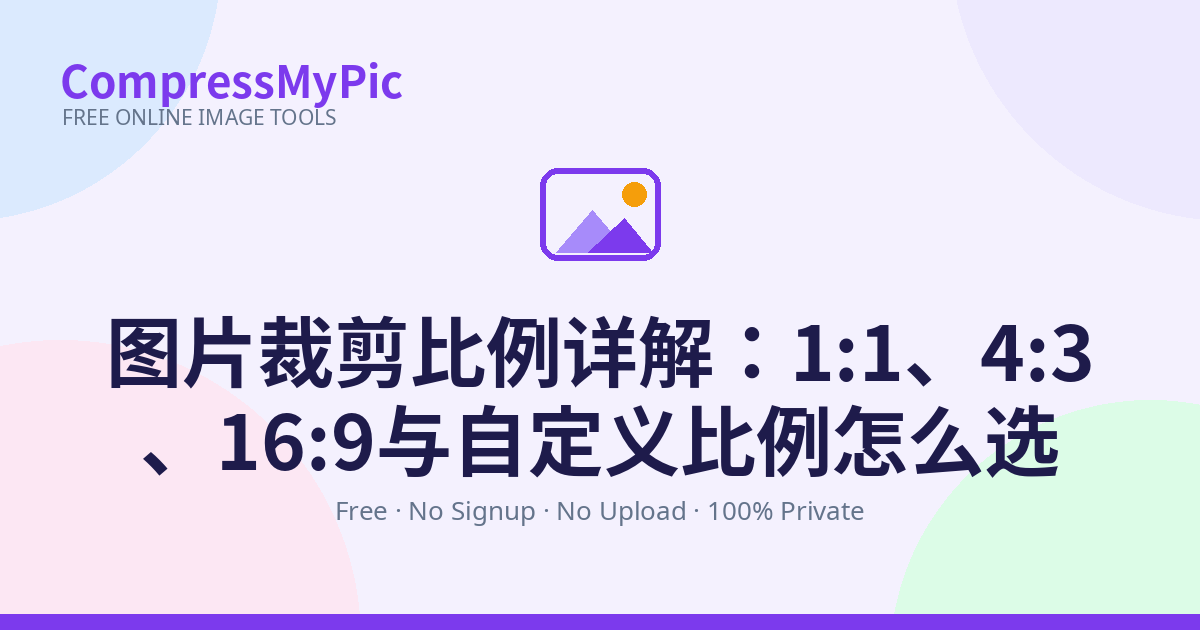 CompressMyPic
FREE ONLINE IMAGE TOOLS
图片裁剪比例详解：1:1、4:3
、16:9与自定义比例怎么选
Free · No Signup · No Upload · 100% Private